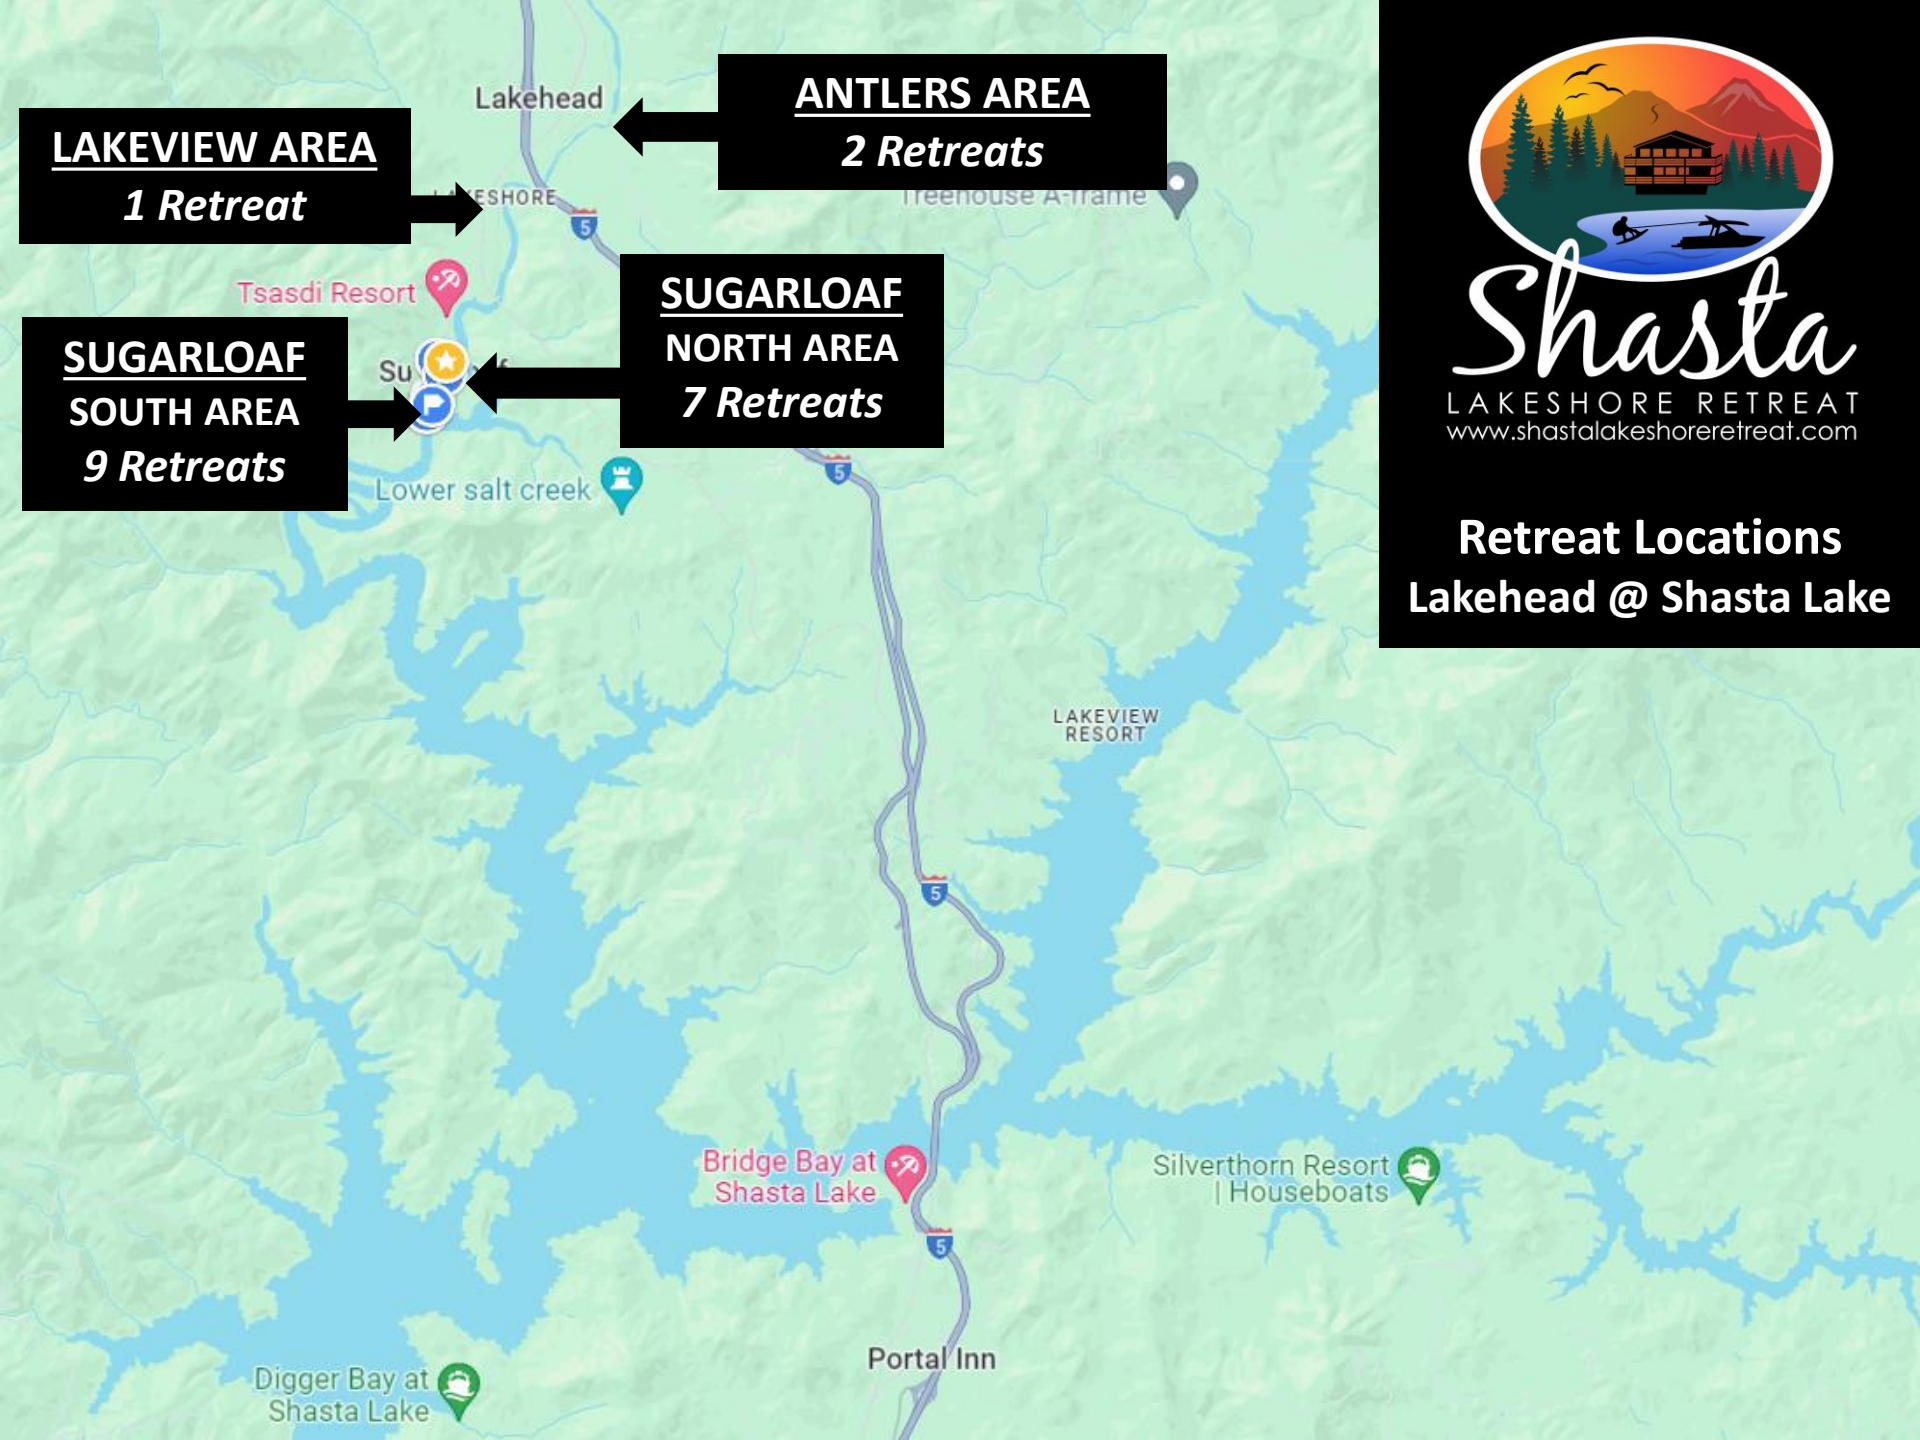 Lakehead
ANTLERS AREA
2 Retreats
LAKEVIEW AREA
1 Retreat
ESHORE
5
Treehouse A-frame
Tsasdi Resort
SUGARLOAF
NORTH AREA
7 Retreats
SUGARLOAF
SOUTH AREA
9 Retreats
Su
5
Lower salt creek
Shasta
LAKESHORE RETREAT
www.shastalakeshoreretreat.com
Retreat Locations
Lakehead @ Shasta Lake
LAKEVIEW
RESORT
5
Bridge Bay at
Shasta Lake
Silverthorn Resort
| Houseboats
5
Portal Inn
Digger Bay at
Shasta Lake